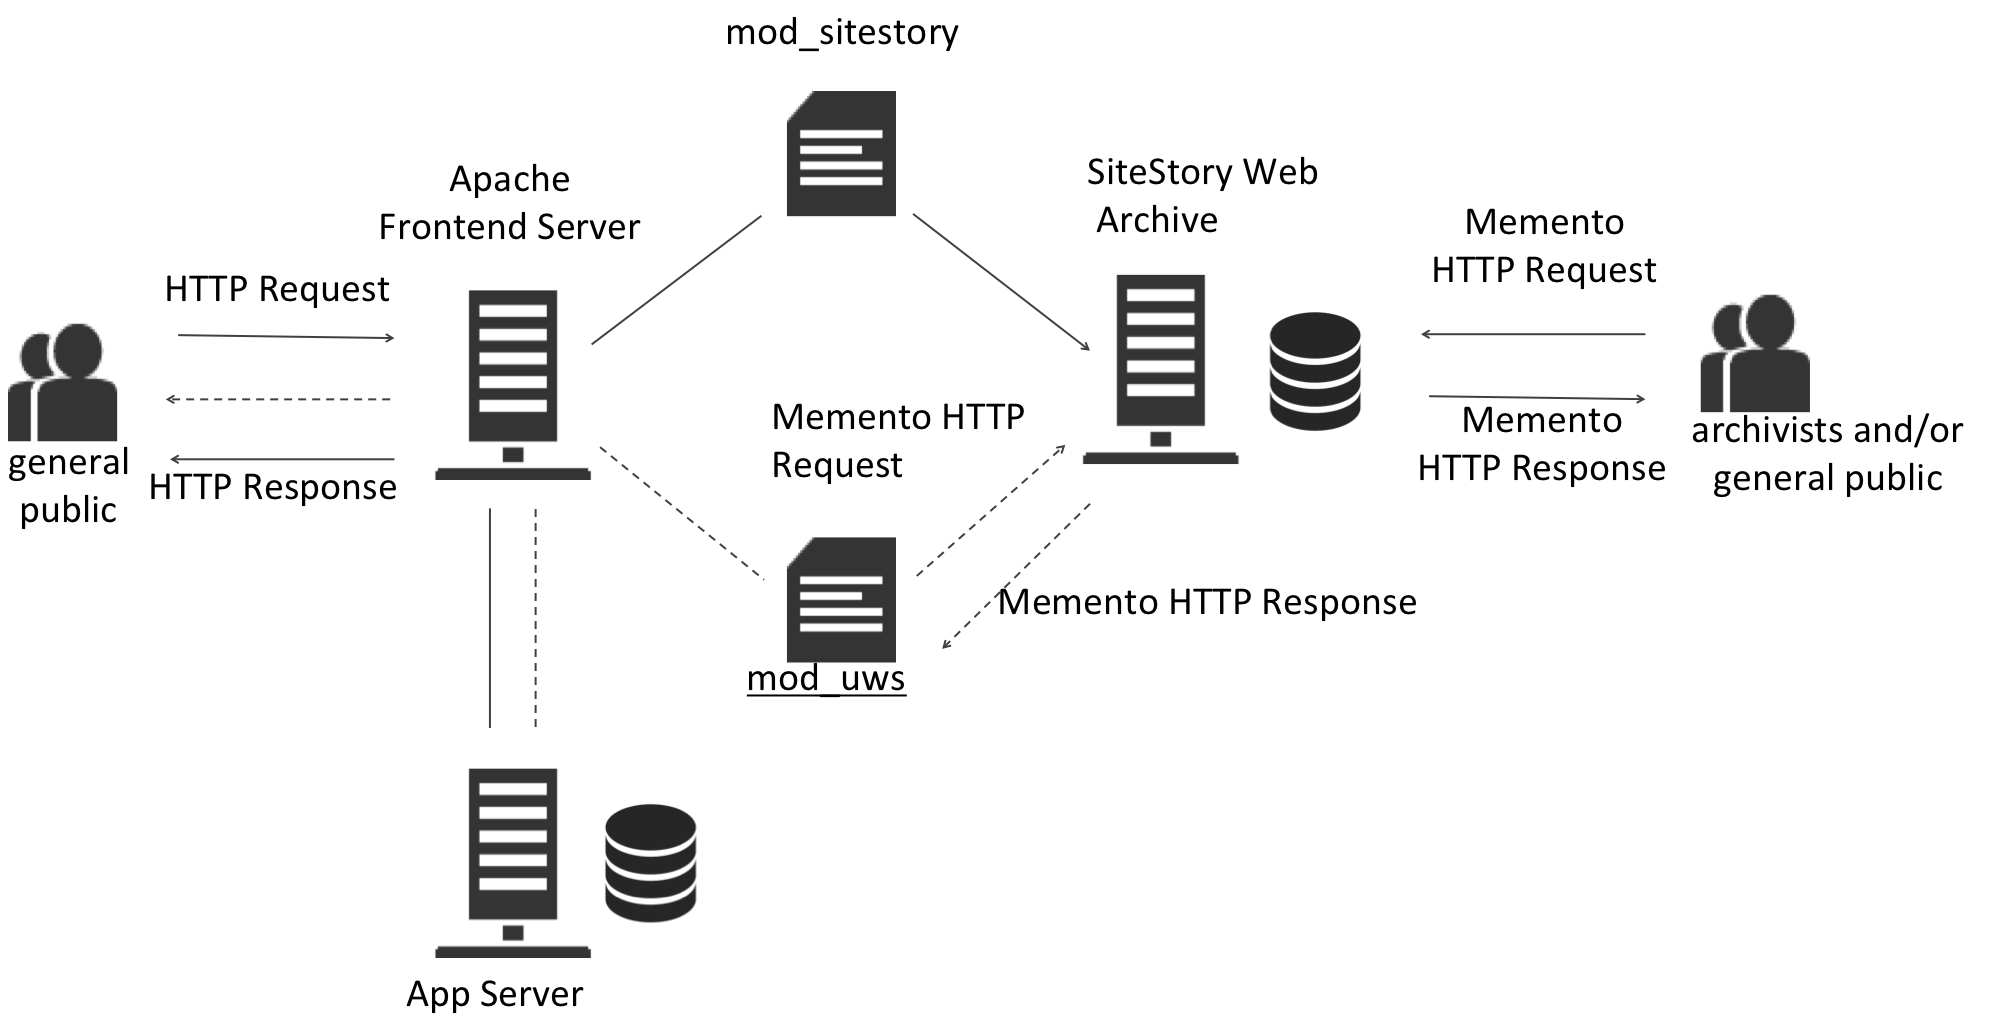 mod_sitestory
Apache
Frontend Server
SiteStory Web
Archive
Memento
HTTP Request
HTTP Request
general
public
HTTP Response
Memento HTTP
Request
Memento
HTTP Response
archivists and/or
general public
Memento HTTP Response
mod_uws
App Server